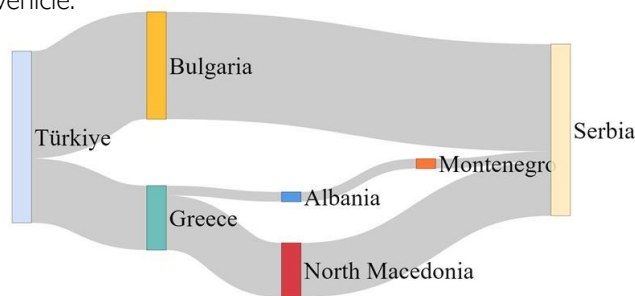 vehicle.
Bulgaria
Türkiye
Serbia
Montenegro
Albania
Greece
North Macedonia